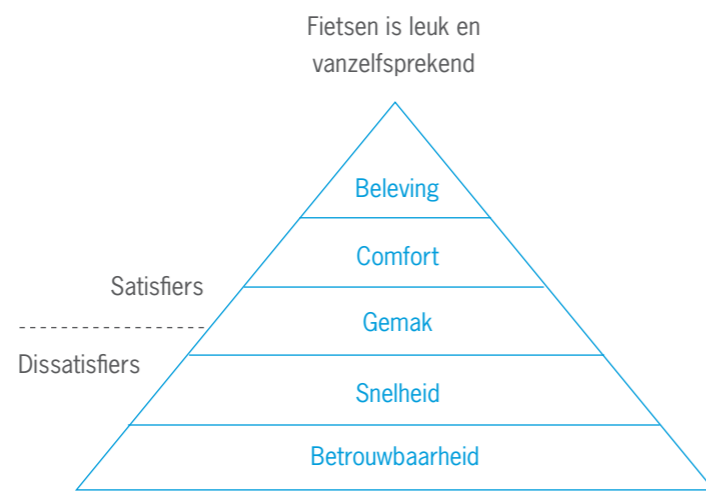 Fietsen is leuk en
vanzelfsprekend
Beleving
Comfort
Satisfiers
Gemak
Dissatisfiers
Snelheid
Betrouwbaarheid